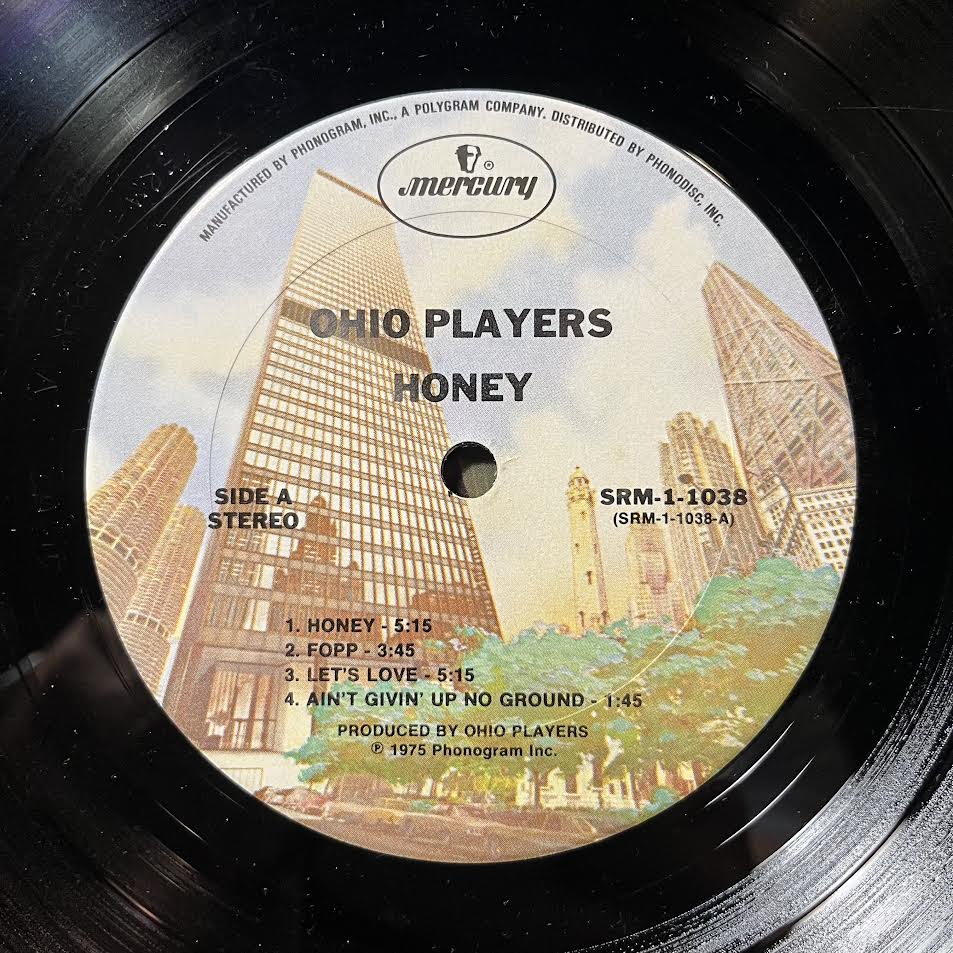 MANUFACTURED BY PHONOGRAM, INC., A POLYGRAM COMPANY. DISTRIBUTED BY PHONODISC, INC.
®
mercury
OHIO PLAYERS
HONEY
SIDE A
STEREO
SRM-1-1038
(SRM-1-1038-A)
1. HONEY - 5:15
2. FOPP - 3:45
3. LET'S LOVE - 5:15
4. AIN'T GIVIN' UP NO GROUND - 1:45
PRODUCED BY OHIO PLAYERS
℗ 1975 Phonogram Inc.